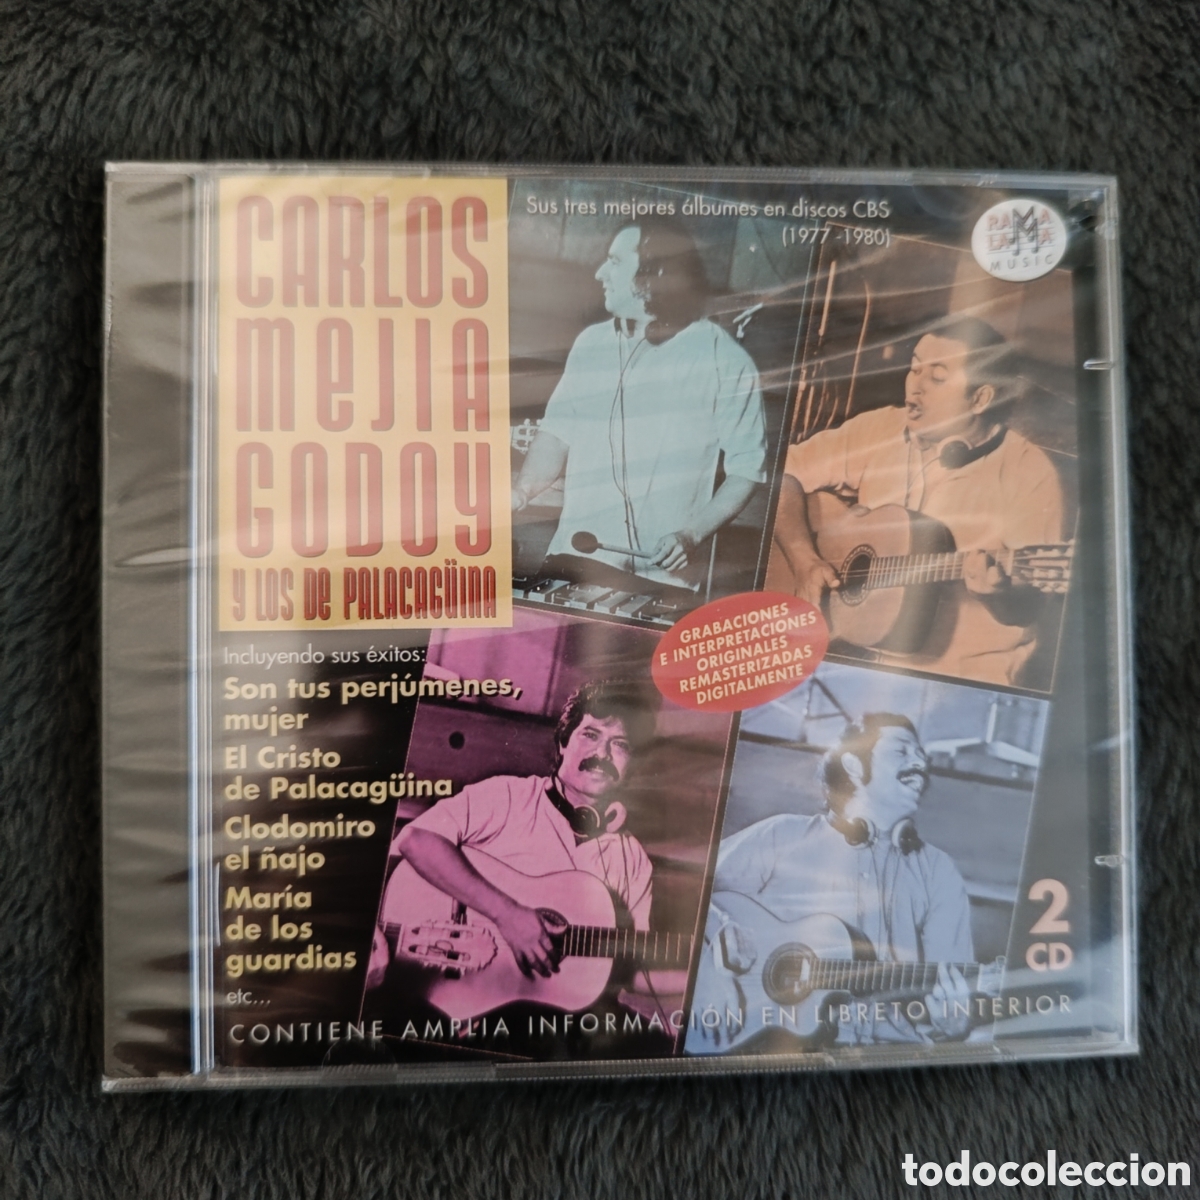 CARLOS
MEJIA
GODOY
Y LOS DE PALACAGÜINA
Sus tres mejores álbumes en discos CBS
(1977 - 1980)
RAMA
LAMA
MUSIC
GRABACIONES
E INTERPRETACIONES
ORIGINALES
REMASTERIZADAS
DIGITALMENTE
Incluyendo sus éxitos:
Son tus perjúmenes,
mujer
El Cristo
de Palacagüina
Clodomiro
el ñajo
María
de los
guardias
etc...
2
CD
CONTIENE AMPLIA INFORMACIÓN EN LIBRETO INTERIOR
todocoleccion